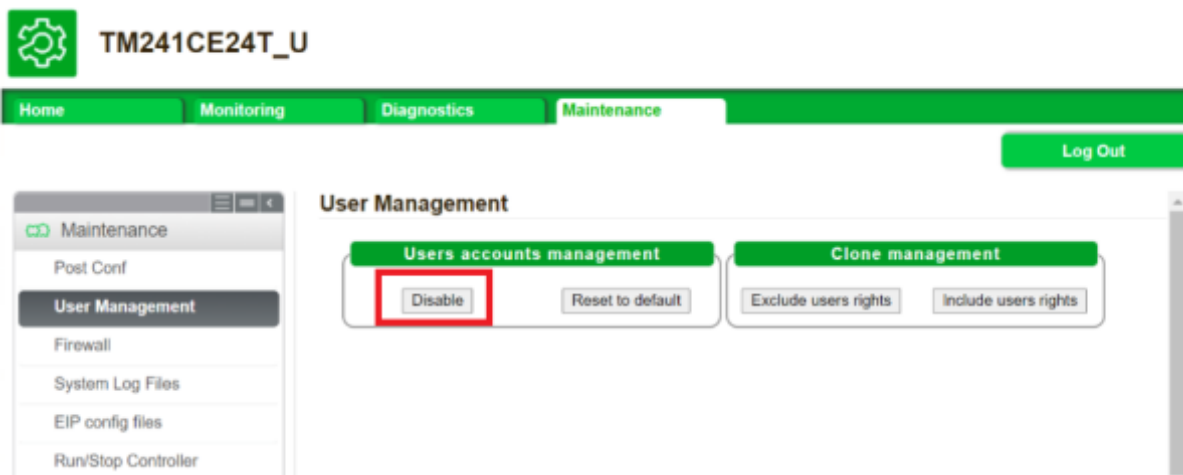 TM241CE24T_U
Home Monitoring Diagnostics Maintenance
Log Out
Maintenance
Post Conf
User Management
Firewall
System Log Files
EIP config files
Run/Stop Controller
User Management
Users accounts management
Disable Reset to default
Clone management
Exclude users rights Include users rights